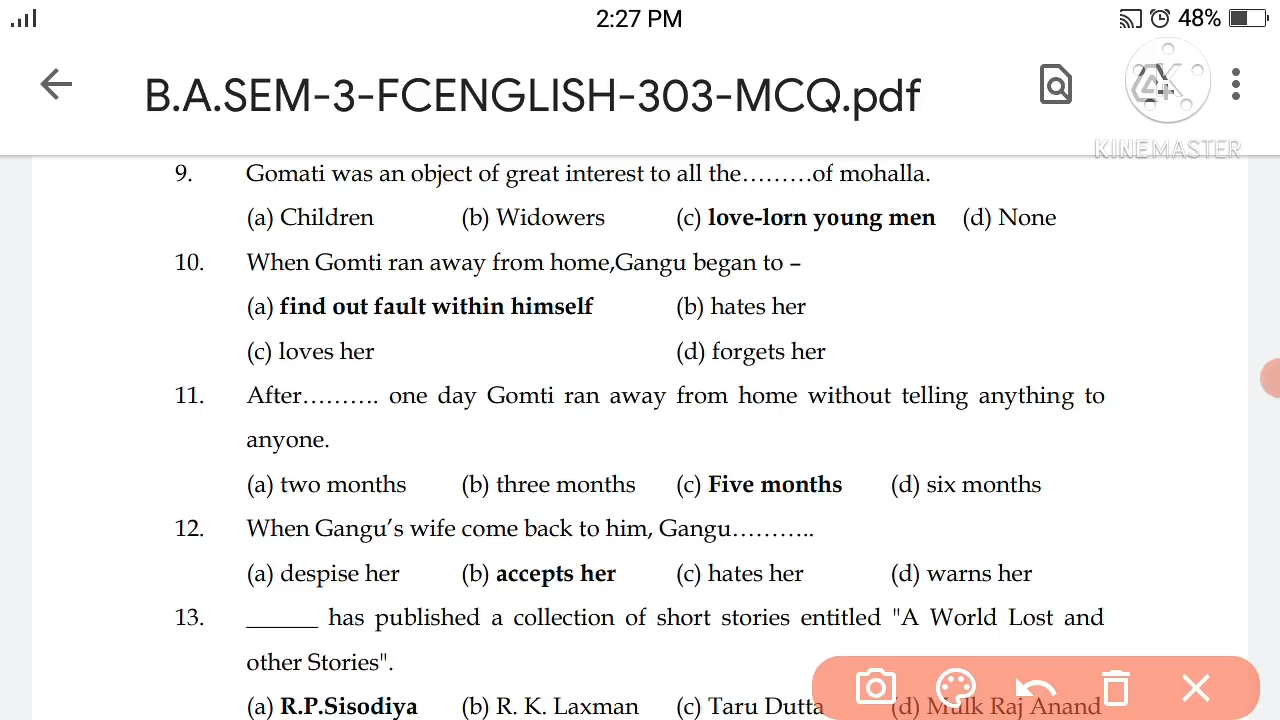 2:27 PM
48%
B.A.SEM-3-FCENGLISH-303-MCQ.pdf
KINEMASTER
9. Gomati was an object of great interest to all the.........of mohalla.
(a) Children (b) Widowers (c) love-lorn young men (d) None
10. When Gomti ran away from home,Gangu began to –
(a) find out fault within himself (b) hates her
(c) loves her (d) forgets her
11. After.......... one day Gomti ran away from home without telling anything to
anyone.
(a) two months (b) three months (c) Five months (d) six months
12. When Gangu's wife come back to him, Gangu...........
(a) despise her (b) accepts her (c) hates her (d) warns her
13. ______ has published a collection of short stories entitled "A World Lost and
other Stories".
(a) R.P.Sisodiya (b) R. K. Laxman (c) Taru Dutta (d) Mulk Raj Anand